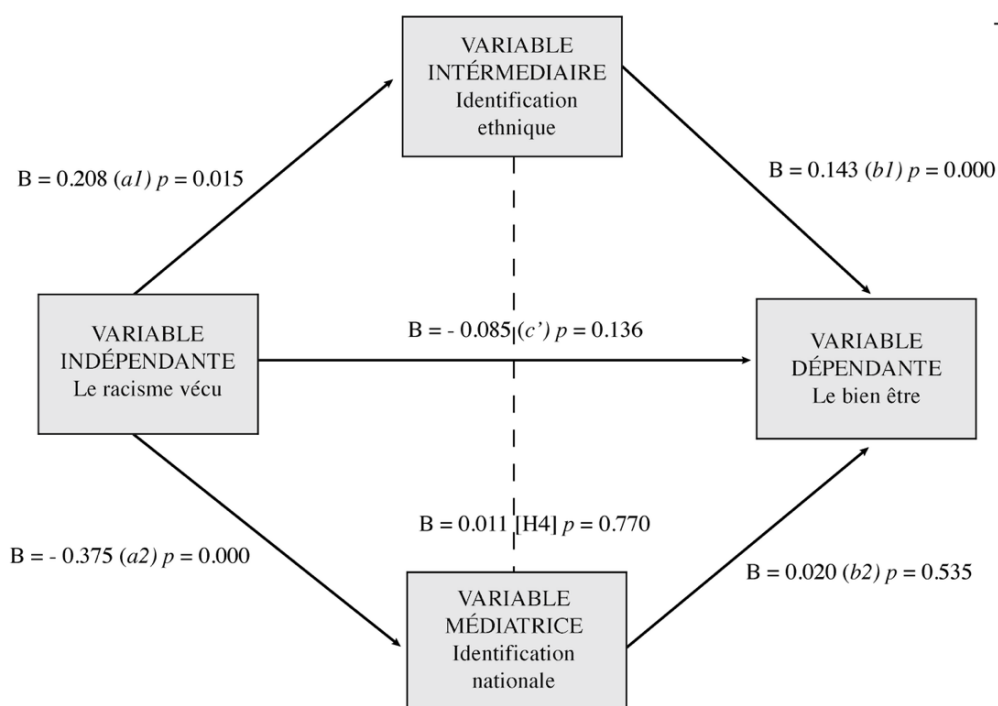 VARIABLE
INTÉRMEDIAIRE
Identification
ethnique
B = 0.208 (a1) p = 0.015
B = 0.143 (b1) p = 0.000
VARIABLE
INDÉPENDANTE
Le racisme vécu
B = - 0.085 (c’) p = 0.136
VARIABLE
DÉPENDANTE
Le bien être
B = 0.011 [H4] p = 0.770
B = - 0.375 (a2) p = 0.000
B = 0.020 (b2) p = 0.535
VARIABLE
MÉDIATRICE
Identification
nationale